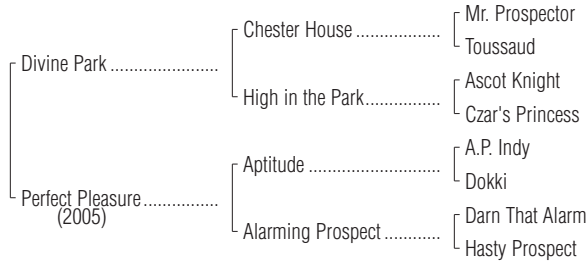 Mr. Prospector
Chester House ..................
Toussaud
Divine Park .......................
Ascot Knight
High in the Park................
Czar's Princess
A.P. Indy
Aptitude ............................
Dokki
Perfect Pleasure ................
(2005)
Darn That Alarm
Alarming Prospect ............
Hasty Prospect